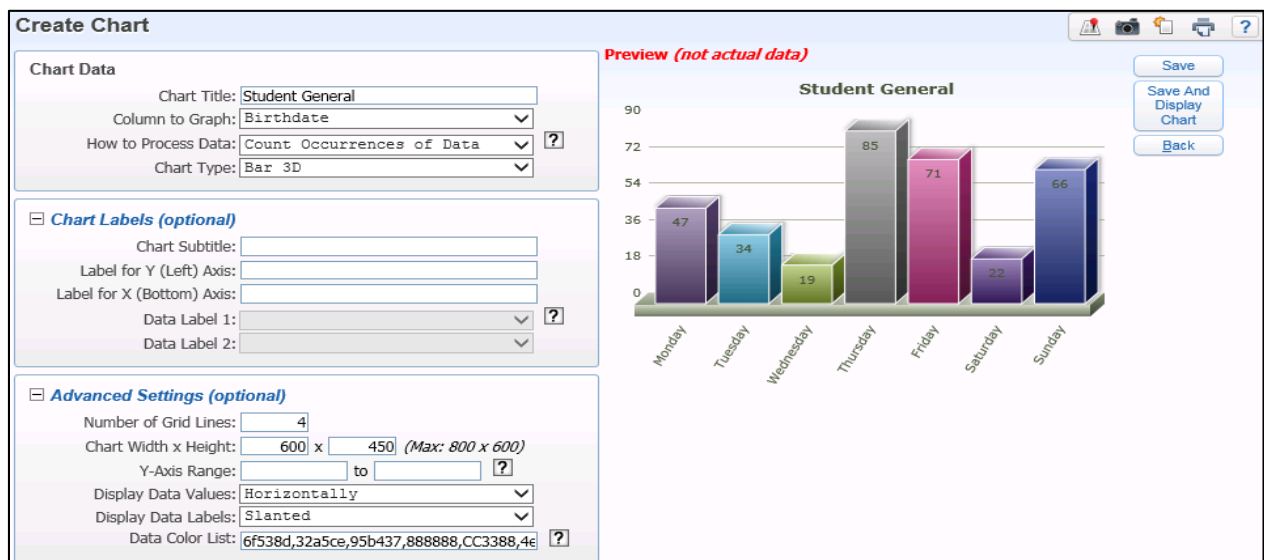 Create Chart
?
Chart Data
Chart Title: Student General
Column to Graph: Birthdate
How to Process Data: Count Occurrences of Data ?
Chart Type: Bar 3D
Chart Labels (optional)
Chart Subtitle:
Label for Y (Left) Axis:
Label for X (Bottom) Axis:
Data Label 1: ?
Data Label 2:
Advanced Settings (optional)
Number of Grid Lines: 4
Chart Width x Height: 600 x 450 (Max: 800 x 600)
Y-Axis Range: to ?
Display Data Values: Horizontally
Display Data Labels: Slanted
Data Color List: 6f538d,32a5ce,95b437,888888,CC3388,4e ?
Preview (not actual data)
Student General
90
72
54
36
18
0
47
34
19
85
71
22
66
Monday
Tuesday
Wednesday
Thursday
Friday
Saturday
Sunday
Save
Save And
Display
Chart
Back